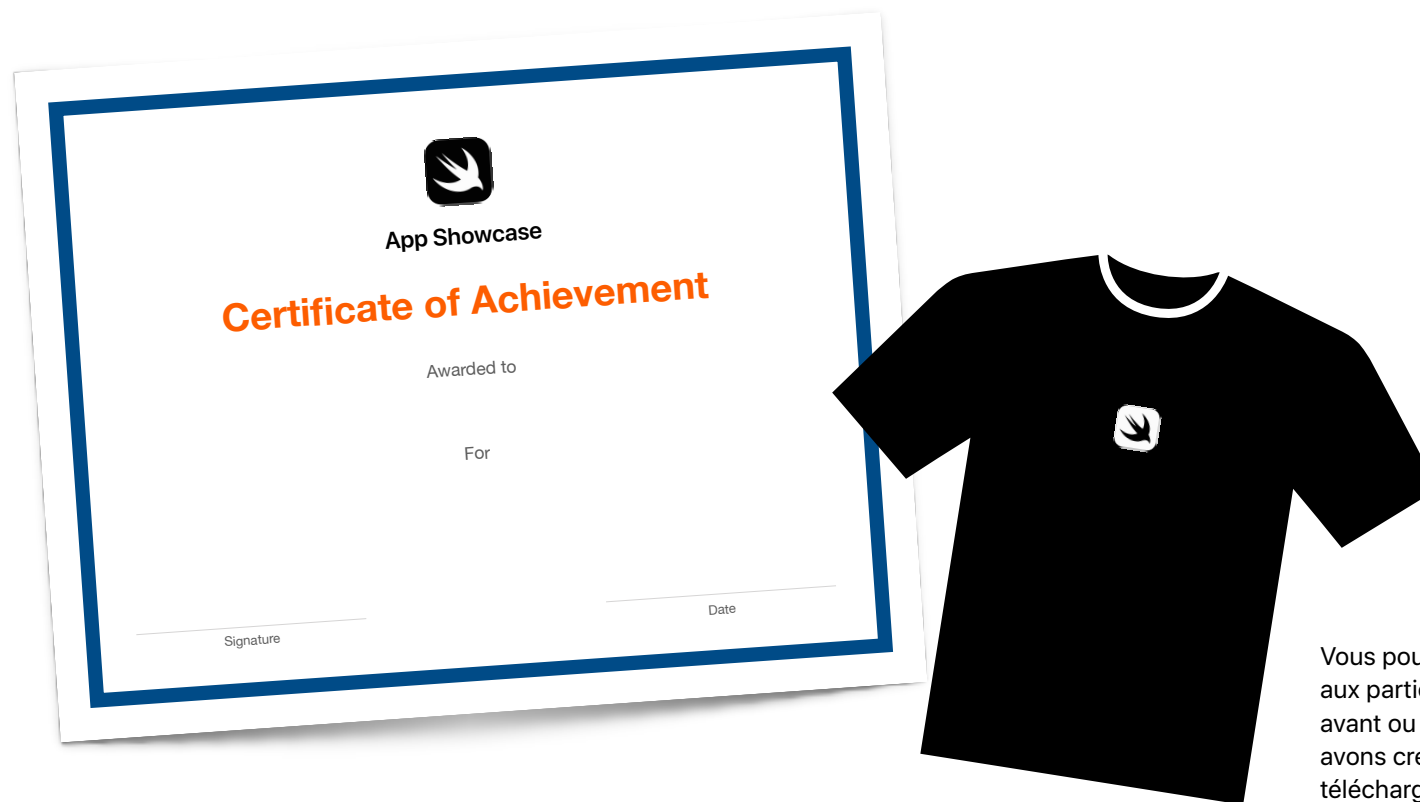 App Showcase
Certificate of Achievement
Awarded to
For
Signature
Date
Vous
aux
avant ou
avons